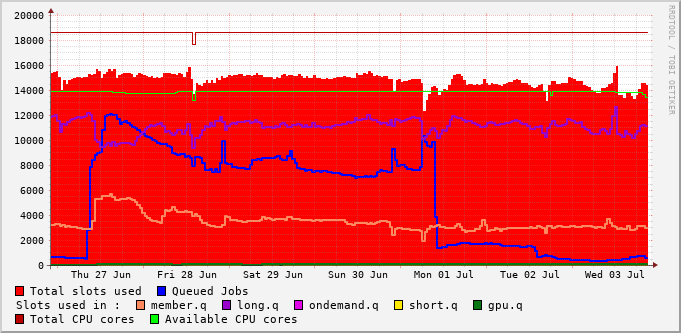 20000
18000
16000
14000
12000
10000
8000
6000
4000
2000
0
Thu 27 Jun Fri 28 Jun Sat 29 Jun Sun 30 Jun Mon 01 Jul Tue 02 Jul Wed 03 Jul
Total slots used Queued Jobs
Slots used in : member.q long.q ondemand.q short.q gpu.q
Total CPU cores Available CPU cores
RRDTOOL / TOBI OETIKER